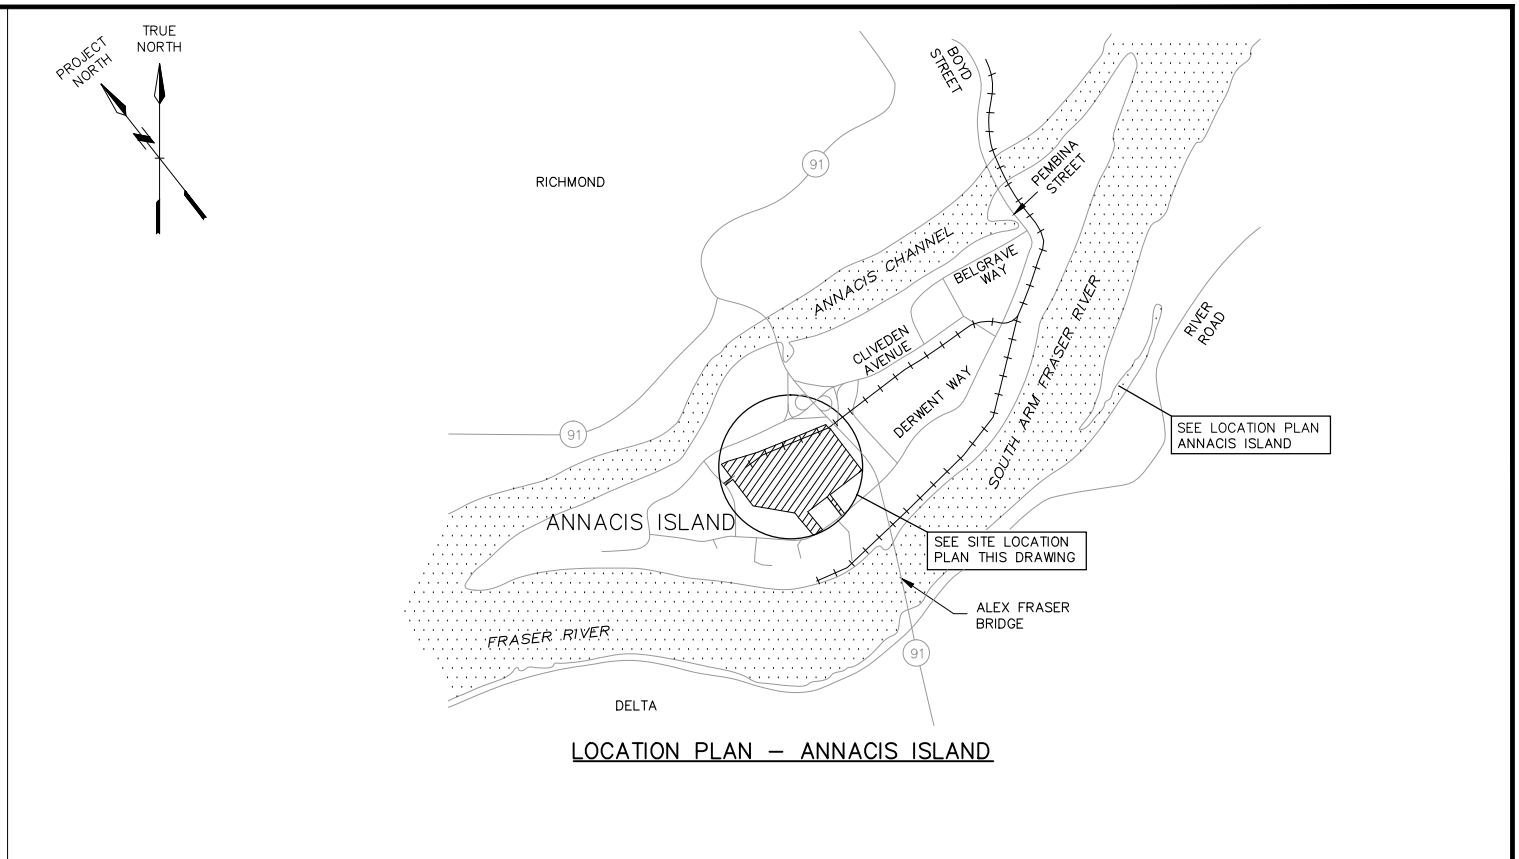 TRUE
NORTH
PROJECT
NORTH
BOYD
STREET
91
RICHMOND
PEMBINA
STREET
ANNACIS CHANNEL
BELGRAVE
WAY
CLIVEDEN
AVENUE
DERWENT WAY
SOUTH ARM FRASER RIVER
RIVER
ROAD
91
SEE LOCATION PLAN
ANNACIS ISLAND
ANNACIS ISLAND
SEE SITE LOCATION
PLAN THIS DRAWING
ALEX FRASER
BRIDGE
FRASER RIVER
91
DELTA
LOCATION PLAN – ANNACIS ISLAND